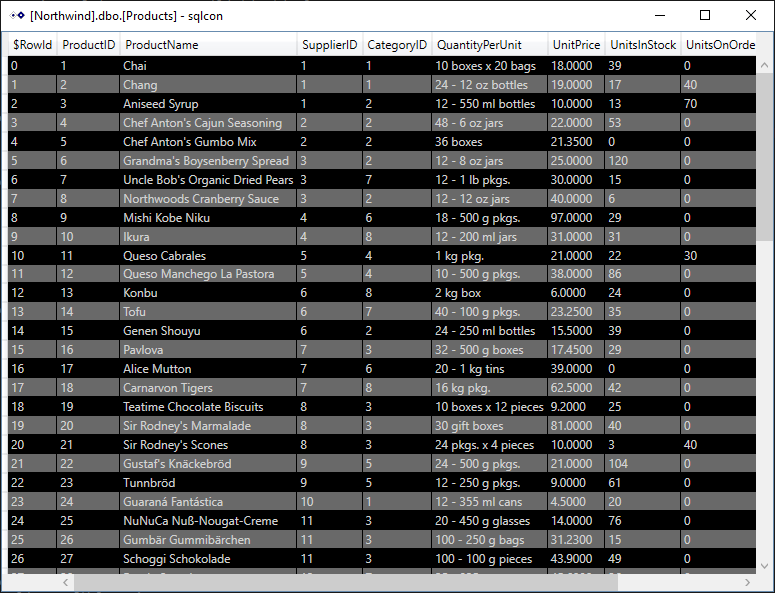 [Northwind].dbo.[Products] - sqlcon
$RowId ProductID ProductName SupplierID CategoryID QuantityPerUnit UnitPrice UnitsInStock UnitsOnOrde
0 1 Chai 1 1 10 boxes x 20 bags 18.0000 39 0
1 2 Chang 1 1 24 - 12 oz bottles 19.0000 17 40
2 3 Aniseed Syrup 1 2 12 - 550 ml bottles 10.0000 13 70
3 4 Chef Anton's Cajun Seasoning 2 2 48 - 6 oz jars 22.0000 53 0
4 5 Chef Anton's Gumbo Mix 2 2 36 boxes 21.3500 0 0
5 6 Grandma's Boysenberry Spread 3 2 12 - 8 oz jars 25.0000 120 0
6 7 Uncle Bob's Organic Dried Pears 3 7 12 - 1 lb pkgs. 30.0000 15 0
7 8 Northwoods Cranberry Sauce 3 2 12 - 12 oz jars 40.0000 6 0
8 9 Mishi Kobe Niku 4 6 18 - 500 g pkgs. 97.0000 29 0
9 10 Ikura 4 8 12 - 200 ml jars 31.0000 31 0
10 11 Queso Cabrales 5 4 1 kg pkg. 21.0000 22 30
11 12 Queso Manchego La Pastora 5 4 10 - 500 g pkgs. 38.0000 86 0
12 13 Konbu 6 8 2 kg box 6.0000 24 0
13 14 Tofu 6 7 40 - 100 g pkgs. 23.2500 35 0
14 15 Genen Shouyu 6 2 24 - 250 ml bottles 15.5000 39 0
15 16 Pavlova 7 3 32 - 500 g boxes 17.4500 29 0
16 17 Alice Mutton 7 6 20 - 1 kg tins 39.0000 0 0
17 18 Carnarvon Tigers 7 8 16 kg pkg. 62.5000 42 0
18 19 Teatime Chocolate Biscuits 8 3 10 boxes x 12 pieces 9.2000 25 0
19 20 Sir Rodney's Marmalade 8 3 30 gift boxes 81.0000 40 0
20 21 Sir Rodney's Scones 8 3 24 pkgs. x 4 pieces 10.0000 3 40
21 22 Gustaf's Knäckebröd 9 5 24 - 500 g pkgs. 21.0000 104 0
22 23 Tunnbröd 9 5 12 - 250 g pkgs. 9.0000 61 0
23 24 Guaraná Fantástica 10 1 12 - 355 ml cans 4.5000 20 0
24 25 NuNuCa Nuß-Nougat-Creme 11 3 20 - 450 g glasses 14.0000 76 0
25 26 Gumbär Gummibärchen 11 3 100 - 250 g bags 31.2300 15 0
26 27 Schoggi Schokolade 11 3 100 - 100 g pieces 43.9000 49 0